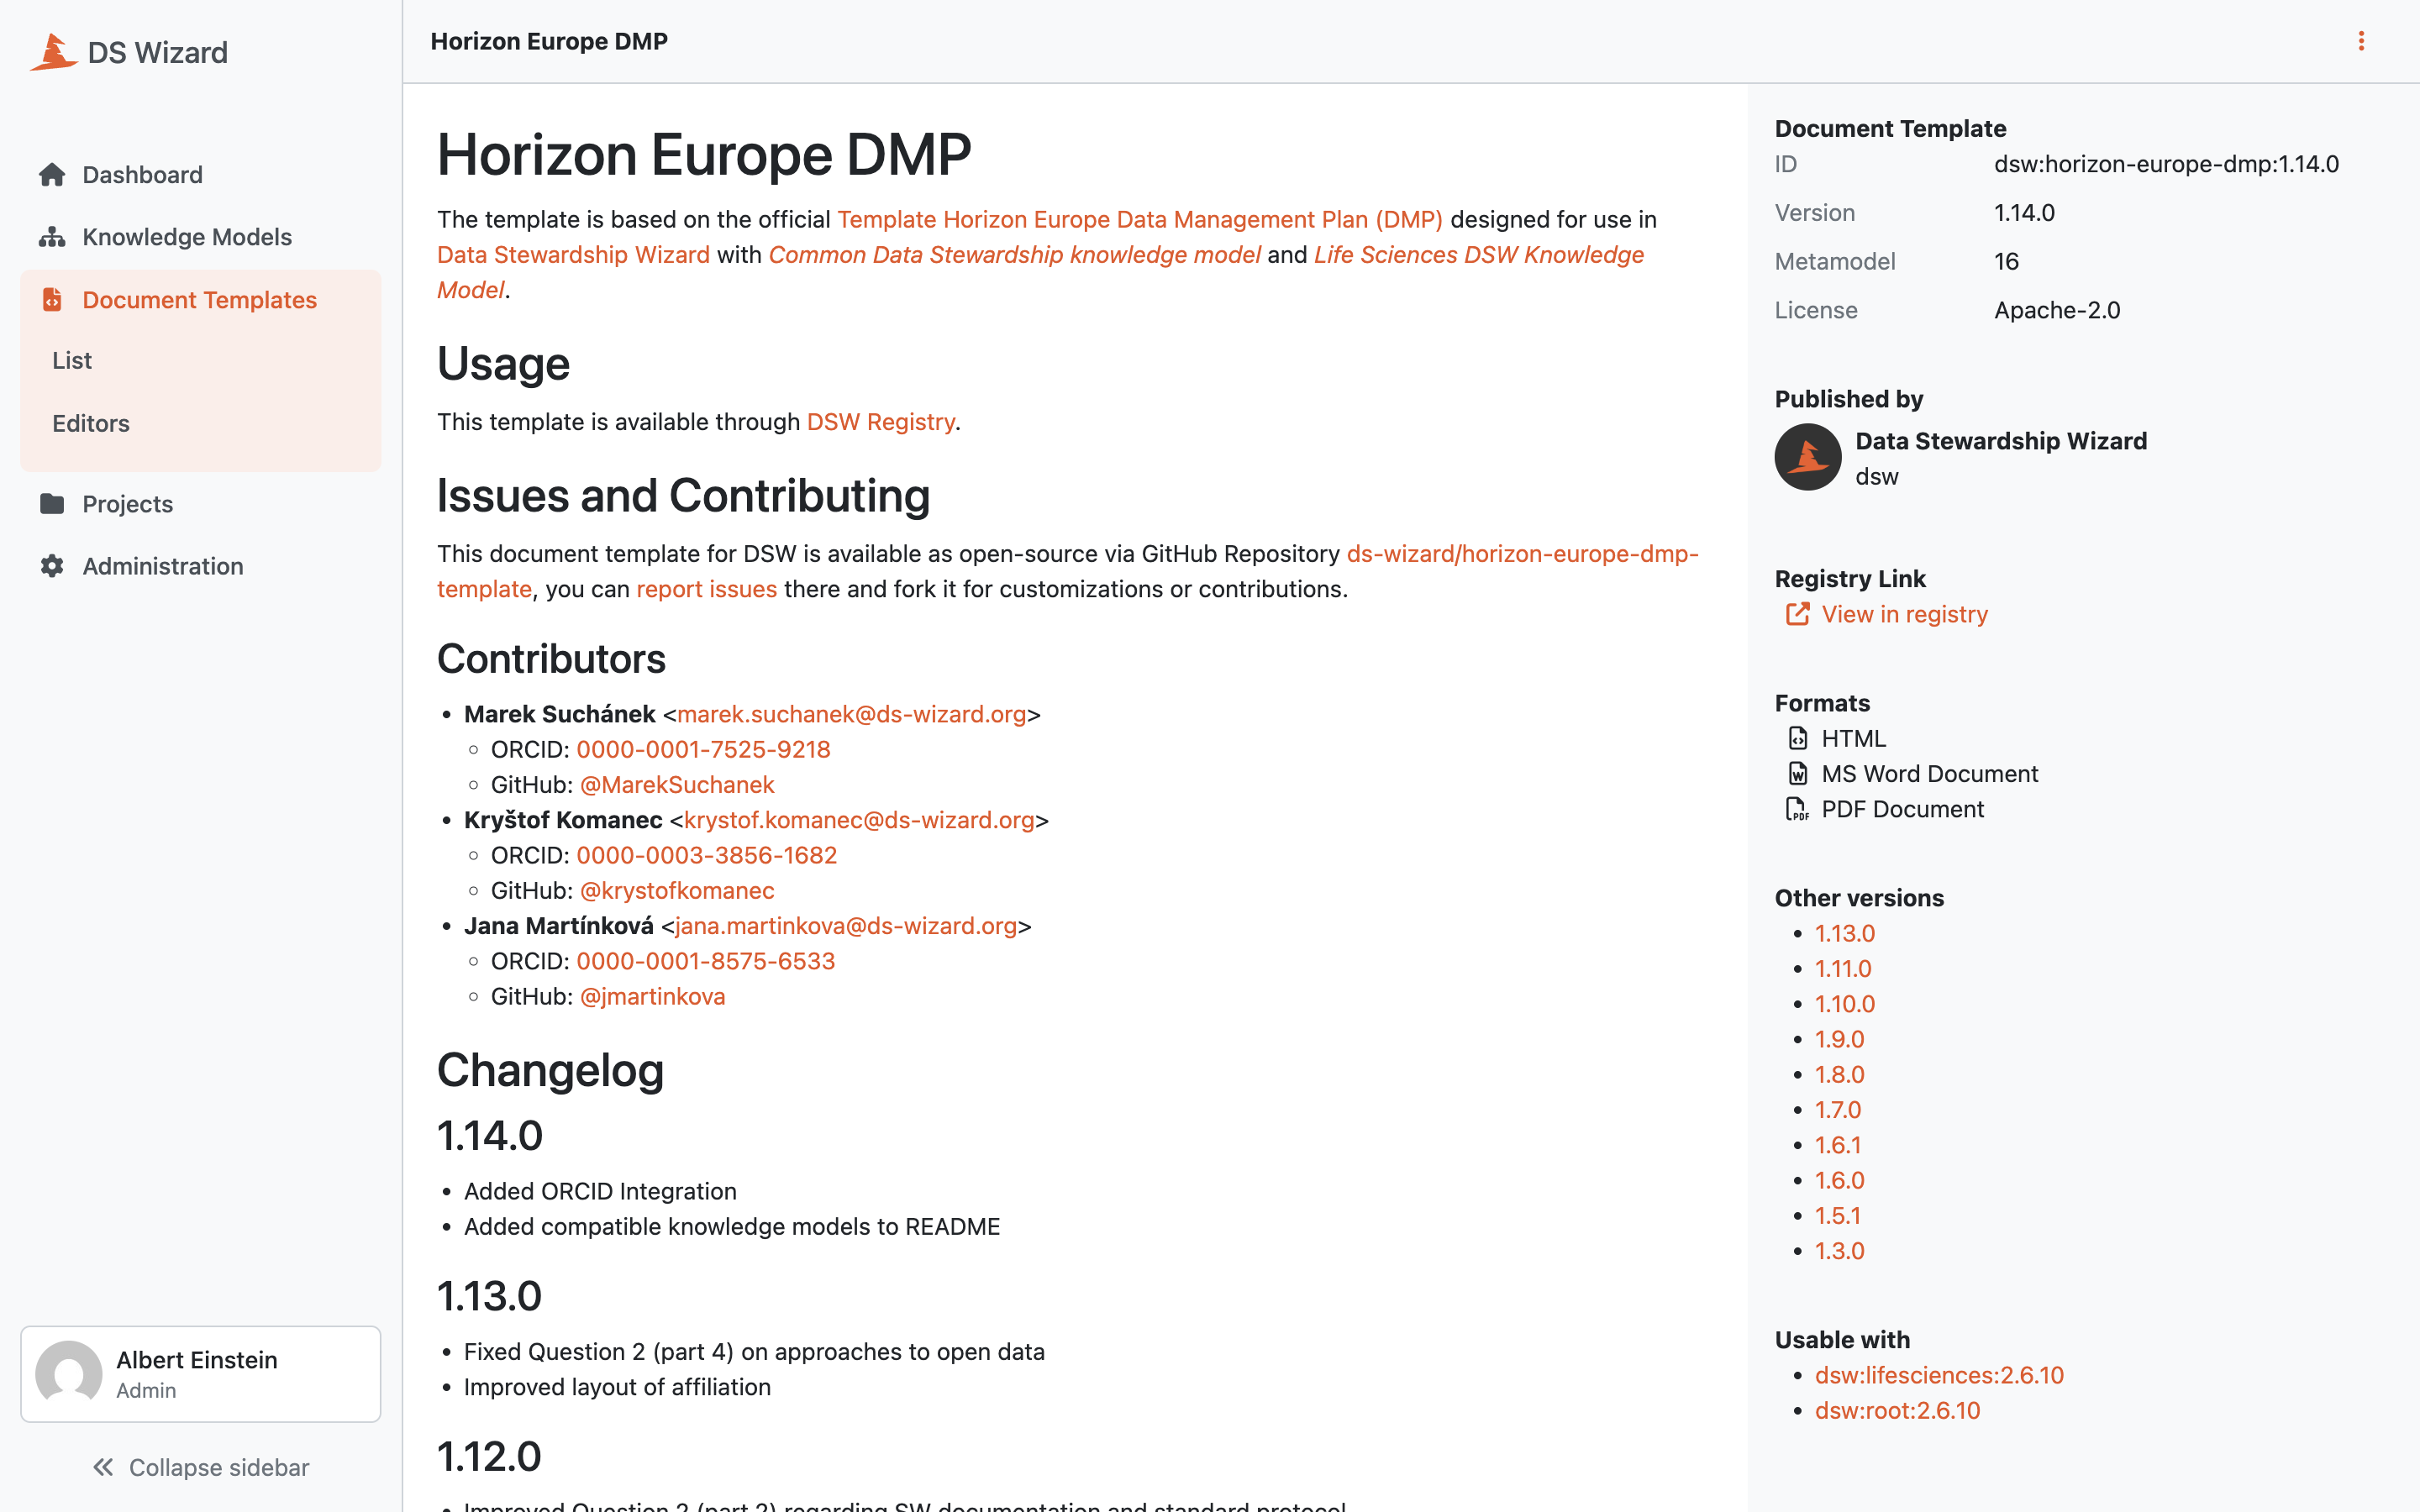 DS Wizard
Dashboard
Knowledge Models
Document Templates
List
Editors
Projects
Administration
Albert Einstein
Admin
Collapse sidebar
Horizon Europe DMP
Horizon Europe DMP
The template is based on the official Template Horizon Europe Data Management Plan (DMP) designed for use in
Data Stewardship Wizard with Common Data Stewardship knowledge model and Life Sciences DSW Knowledge
Model.
Usage
This template is available through DSW Registry.
Issues and Contributing
This document template for DSW is available as open-source via GitHub Repository ds-wizard/horizon-europe-dmp-
template, you can report issues there and fork it for customizations or contributions.
Contributors
• Marek Suchánek <marek.suchanek@ds-wizard.org>
◦ ORCID: 0000-0001-7525-9218
◦ GitHub: @MarekSuchanek
• Kryštof Komanec <krystof.komanec@ds-wizard.org>
◦ ORCID: 0000-0003-3856-1682
◦ GitHub: @krystofkomanec
• Jana Martínková <jana.martinkova@ds-wizard.org>
◦ ORCID: 0000-0001-8575-6533
◦ GitHub: @jmartinkova
Changelog
1.14.0
• Added ORCID Integration
• Added compatible knowledge models to README
1.13.0
• Fixed Question 2 (part 4) on approaches to open data
• Improved layout of affiliation
1.12.0
• Improved Question 2 (part 2) regarding SW documentation and standard protocol
Document Template
ID dsw:horizon-europe-dmp:1.14.0
Version 1.14.0
Metamodel 16
License Apache-2.0
Published by
Data Stewardship Wizard
dsw
Registry Link
View in registry
Formats
HTML
MS Word Document
PDF Document
Other versions
• 1.13.0
• 1.11.0
• 1.10.0
• 1.9.0
• 1.8.0
• 1.7.0
• 1.6.1
• 1.6.0
• 1.5.1
• 1.3.0
Usable with
• dsw:lifesciences:2.6.10
• dsw:root:2.6.10